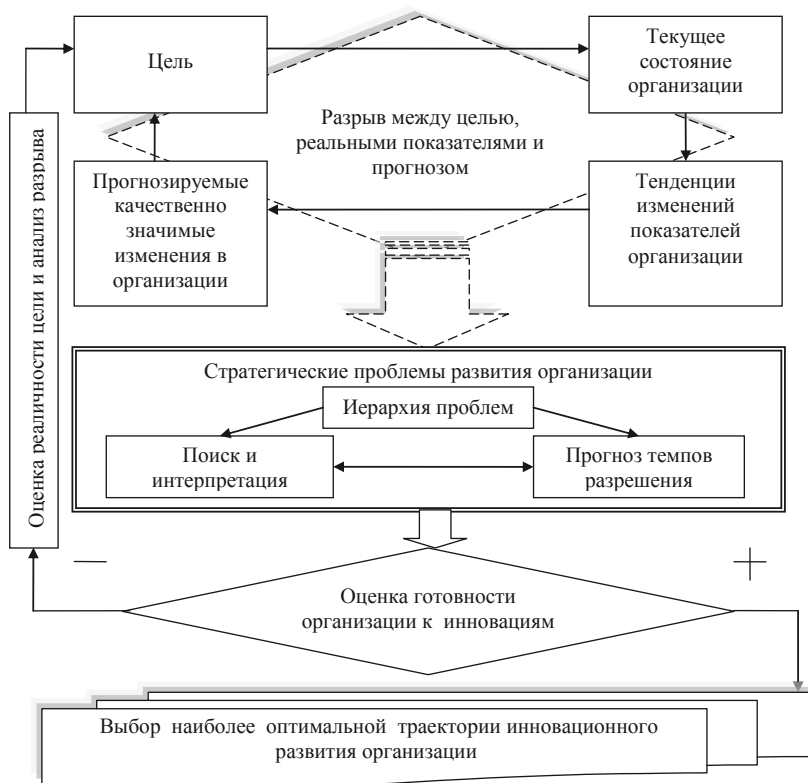 Цель
Текущее
состояние
организации
Разрыв между целью,
реальными показателями и
прогнозом
Прогнозируемые
качественно
значимые
изменения в
организации
Тенденции
изменений
показателей
организации
Оценка реаличности цели и анализ разрыва
Стратегические проблемы развития организации
Иерархия проблем
Поиск и
интерпретация
Прогноз темпов
разрешения
—
+
Оценка готовности
организации к инновациям
Выбор наиболее оптимальной траектории инновационного
развития организации